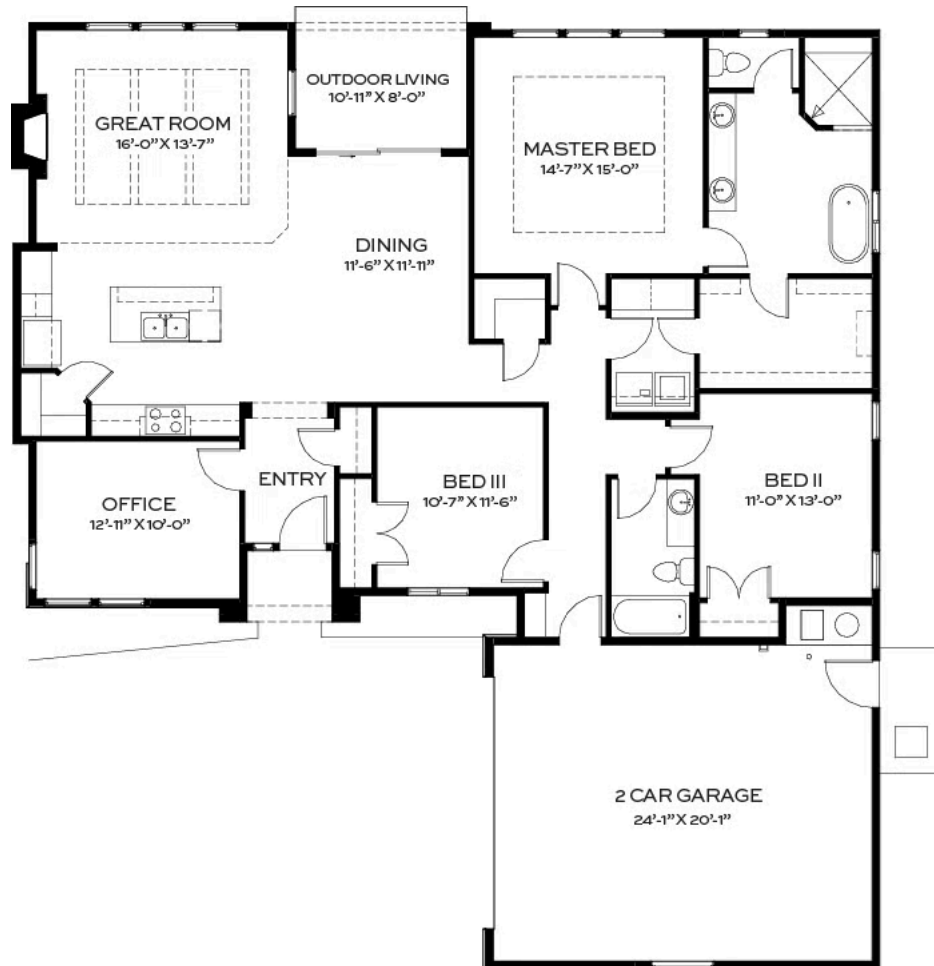 OUTDOOR LIVING
10'-11" X 8'-0"
GREAT ROOM
16'-0" X 13'-7"
MASTER BED
14'-7" X 15'-0"
DINING
11'-6" X 11'-11"
ENTRY
BED III
10'-7" X 11'-6"
BED II
11'-0" X 13'-0"
OFFICE
12'-11" X 10'-0"
2 CAR GARAGE
24'-1" X 20'-1"